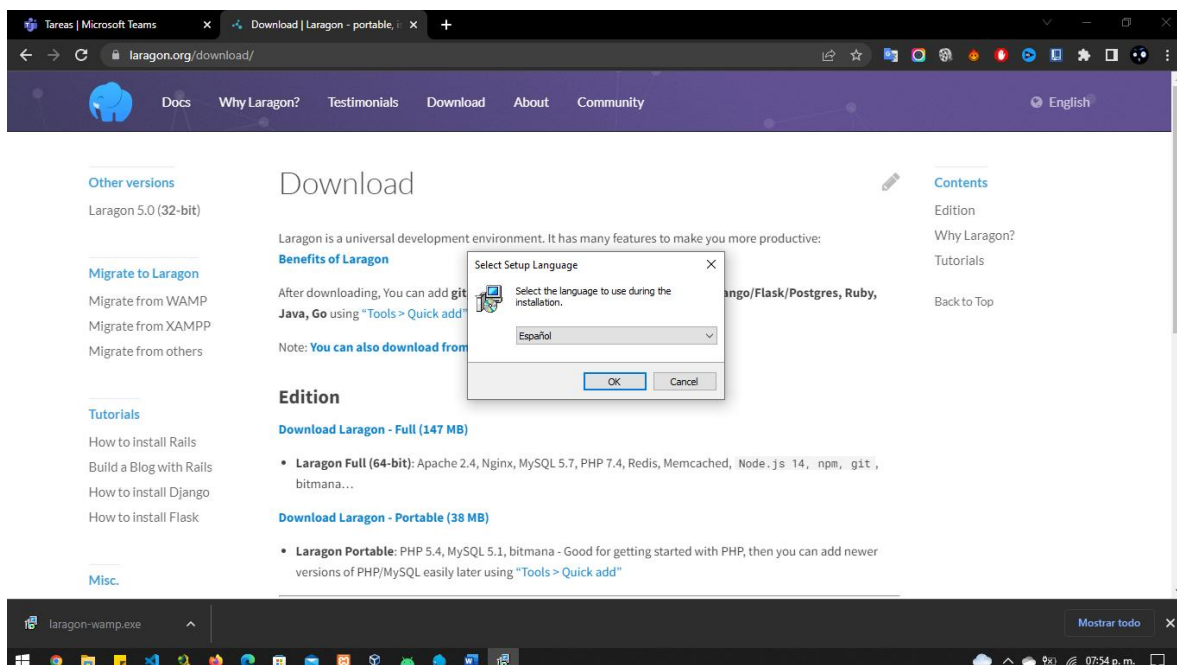 Tareas | Microsoft Teams
Download | Laragon - portable, i
laragon.org/download/
Docs
Why Laragon?
Testimonials
Download
About
Community
English
Other versions
Laragon 5.0 (32-bit)
Migrate to Laragon
Migrate from WAMP
Migrate from XAMPP
Migrate from others
Tutorials
How to install Rails
Build a Blog with Rails
How to install Django
How to install Flask
Misc.
Download
Laragon is a universal development environment. It has many features to make you more productive:
Benefits of Laragon
After downloading, You can add git
ango/Flask/Postgres, Ruby,
Java, Go using “Tools > Quick add”
Note: You can also download from
Edition
Download Laragon - Full (147 MB)
• Laragon Full (64-bit): Apache 2.4, Nginx, MySQL 5.7, PHP 7.4, Redis, Memcached, Node.js 14, npm, git ,
bitmana…
Download Laragon - Portable (38 MB)
• Laragon Portable: PHP 5.4, MySQL 5.1, bitmana - Good for getting started with PHP, then you can add newer
versions of PHP/MySQL easily later using “Tools > Quick add”
Select Setup Language
Select the language to use during the
installation.
Español
OK
Cancel
Contents
Edition
Why Laragon?
Tutorials
Back to Top
laragon-wamp.exe
Mostrar todo
07:54 p. m.